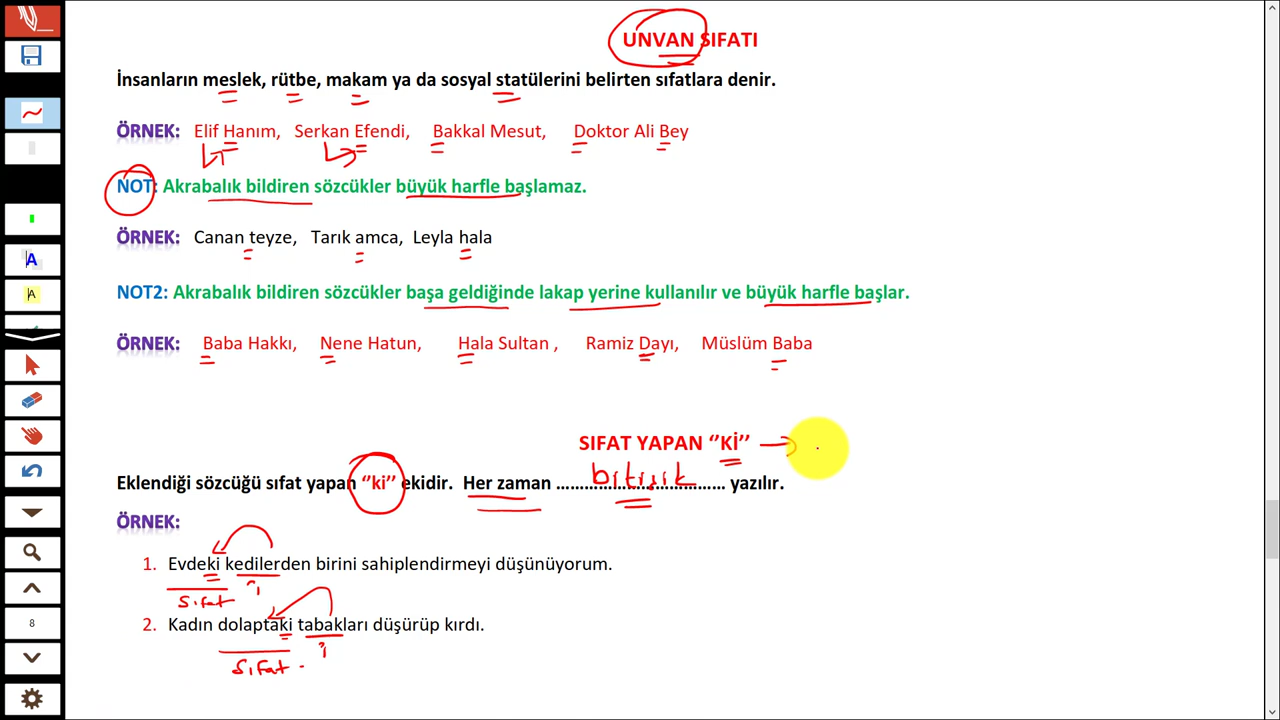 UNVAN SIFATI
İnsanların meslek, rütbe, makam ya da sosyal statülerini belirten sıfatlara denir.
ÖRNEK: Elif Hanım, Serkan Efendi, Bakkal Mesut, Doktor Ali Bey
NOT: Akrabalık bildiren sözcükler büyük harfle başlamaz.
ÖRNEK: Canan teyze, Tarık amca, Leyla hala
NOT2: Akrabalık bildiren sözcükler başa geldiğinde lakap yerine kullanılır ve büyük harfle başlar.
ÖRNEK: Baba Hakkı, Nene Hatun, Hala Sultan , Ramiz Dayı, Müslüm Baba
SIFAT YAPAN ‘’Kİ’’
Eklendiği sözcüğü sıfat yapan ‘’ki’’ ekidir. Her zaman ………bitişik……… yazılır.
ÖRNEK:
1. Evdeki kedilerden birini sahiplendirmeyi düşünüyorum.
sıfat i
2. Kadın dolaptaki tabakları düşürüp kırdı.
sıfat i
8